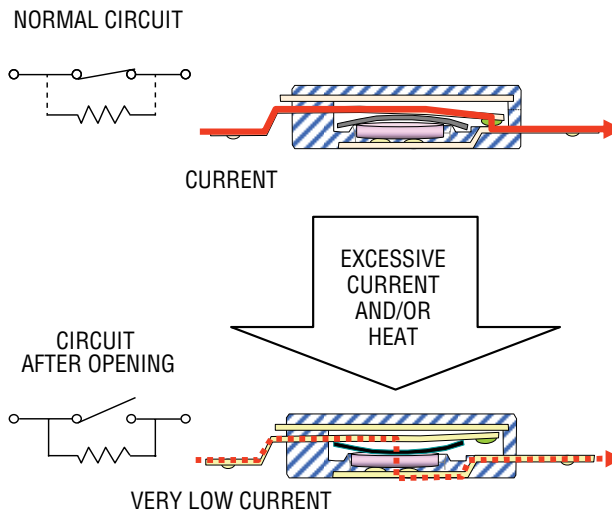 NORMAL CIRCUIT
CURRENT
EXCESSIVE
CURRENT
AND/OR
HEAT
CIRCUIT
AFTER OPENING
VERY LOW CURRENT